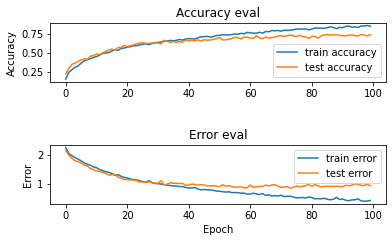 Accuracy eval
Accuracy
0.75
0.50
0.25
train accuracy
test accuracy
0
20
40
60
80
100
Error eval
Error
2
1
train error
test error
0
20
40
60
80
100
Epoch